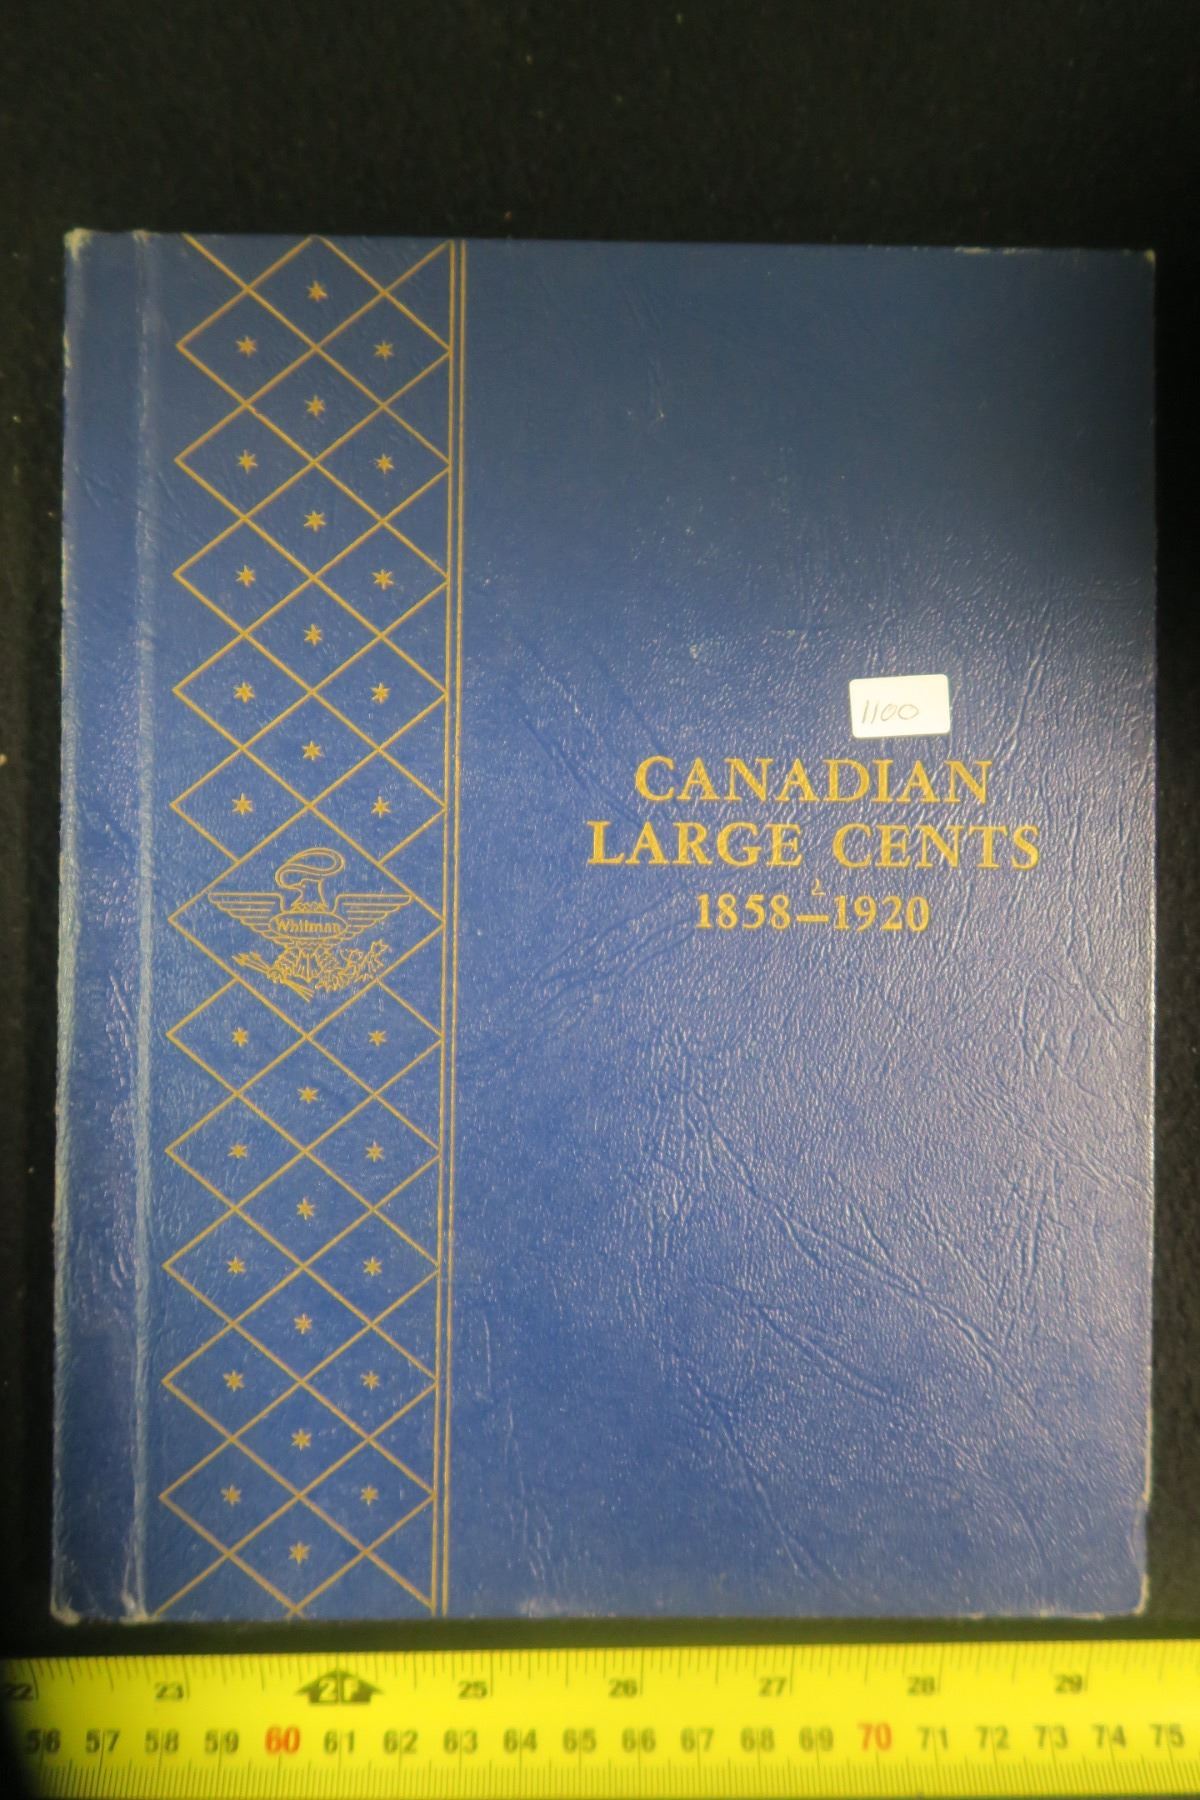 1100
CANADIAN
LARGE CENTS
1858–1920
Whitman
22 23 2F 25 26 27 28 29
56 57 58 59 60 61 62 63 64 65 66 67 68 69 70 71 72 73 74 75